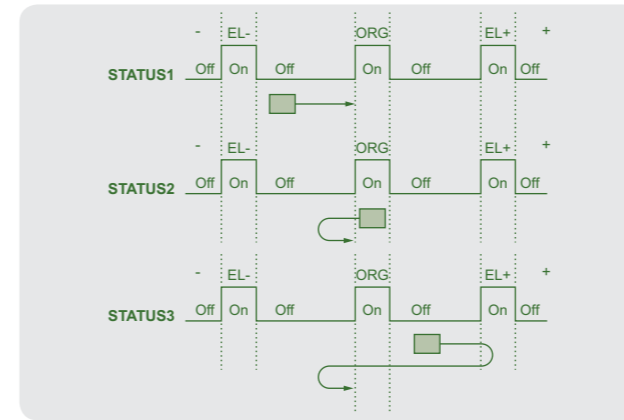 - EL- ORG EL+ +
STATUS1 Off On Off On Off On Off
- EL- ORG EL+ +
STATUS2 Off On Off On Off On Off
- EL- ORG EL+ +
STATUS3 Off On Off On Off On Off